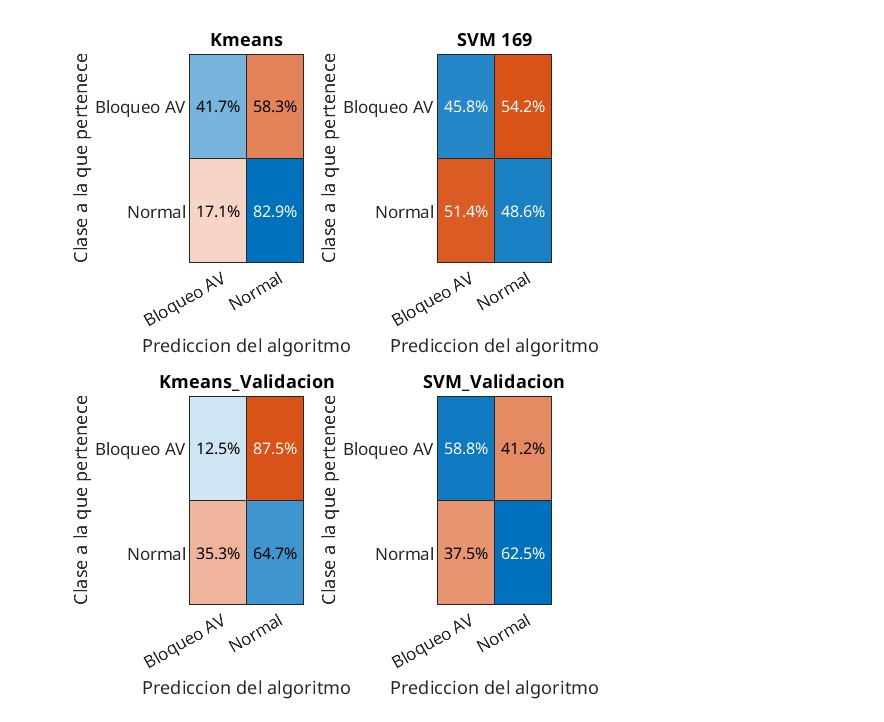 Kmeans
Clase a la que pertenece
Bloqueo AV
41.7% 58.3%
Normal
17.1% 82.9%
Bloqueo AV
Normal
Prediccion del algoritmo
SVM 169
Clase a la que pertenece
Bloqueo AV
45.8% 54.2%
Normal
51.4% 48.6%
Bloqueo AV
Normal
Prediccion del algoritmo
Kmeans_Validacion
Clase a la que pertenece
Bloqueo AV
12.5% 87.5%
Normal
35.3% 64.7%
Bloqueo AV
Normal
Prediccion del algoritmo
SVM_Validacion
Clase a la que pertenece
Bloqueo AV
58.8% 41.2%
Normal
37.5% 62.5%
Bloqueo AV
Normal
Prediccion del algoritmo